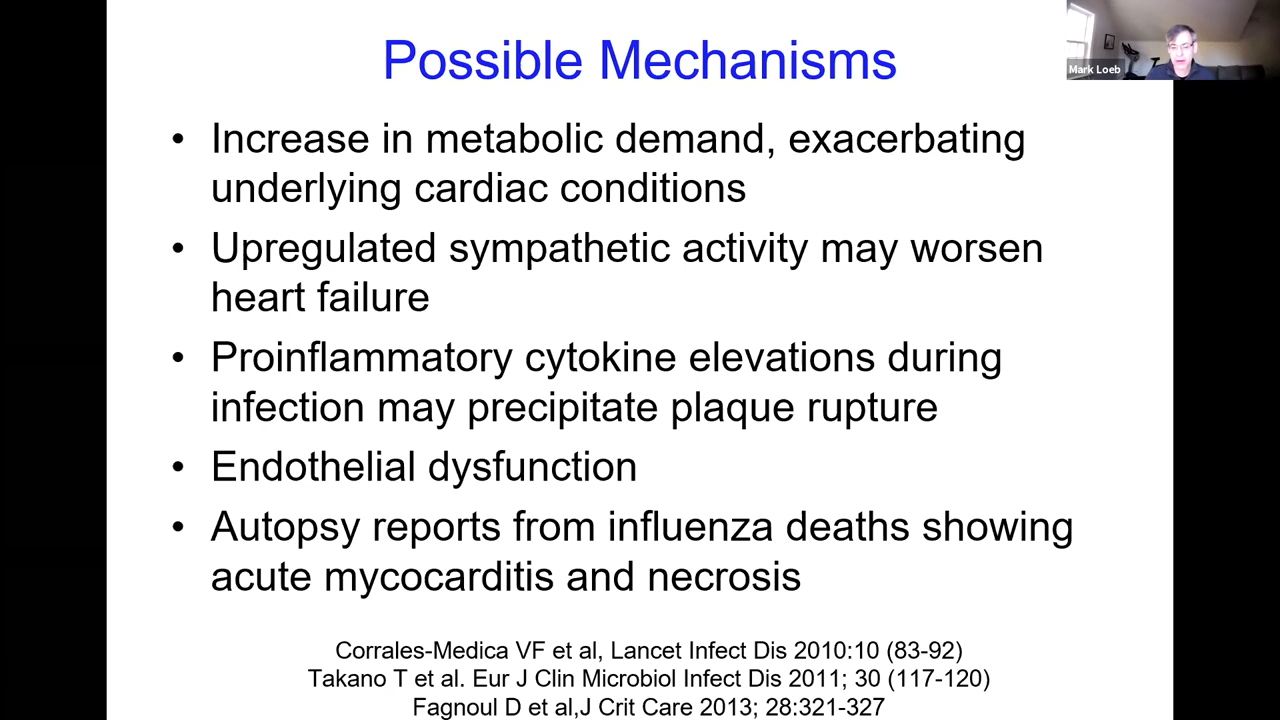 Possible Mechanisms
Mark Loeb
• Increase in metabolic demand, exacerbating
underlying cardiac conditions
• Upregulated sympathetic activity may worsen
heart failure
• Proinflammatory cytokine elevations during
infection may precipitate plaque rupture
• Endothelial dysfunction
• Autopsy reports from influenza deaths showing
acute mycocarditis and necrosis
Corrales-Medica VF et al, Lancet Infect Dis 2010:10 (83-92)
Takano T et al. Eur J Clin Microbiol Infect Dis 2011; 30 (117-120)
Fagnoul D et al,J Crit Care 2013; 28:321-327